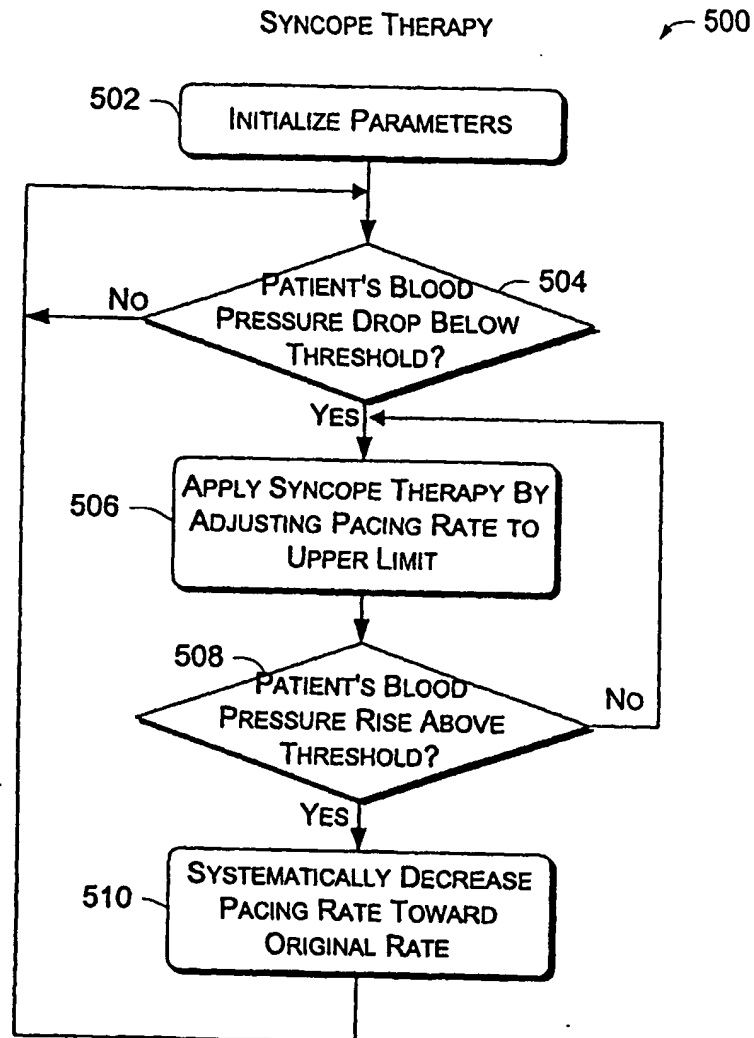 SYNCOPE THERAPY
500
502
INITIALIZE PARAMETERS
504
PATIENT'S BLOOD
PRESSURE DROP BELOW
THRESHOLD?
NO
YES
506
APPLY SYNCOPE THERAPY BY
ADJUSTING PACING RATE TO
UPPER LIMIT
508
PATIENT'S BLOOD
PRESSURE RISE ABOVE
THRESHOLD?
NO
YES
510
SYSTEMATICALLY DECREASE
PACING RATE TOWARD
ORIGINAL RATE